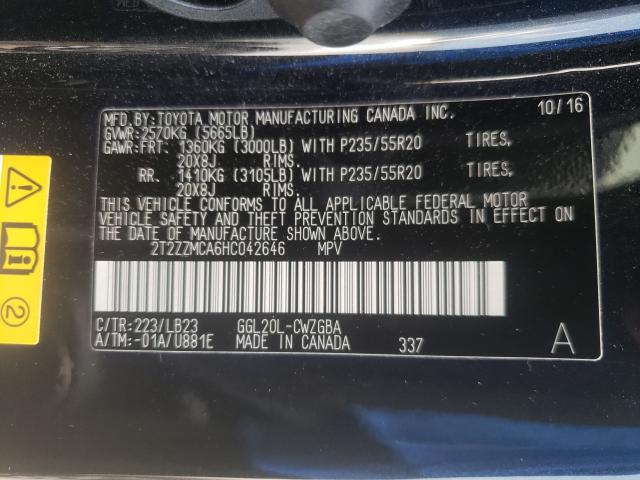 MFD.BY:TOYOTA MOTOR MANUFACTURING CANADA INC. 10/16
GVWR:2570KG (5665LB)
GAWR:FRT: 1360KG (3000LB) WITH P235/55R20 TIRES,
20X8J RIMS.
RR. 1410KG (3105LB) WITH P235/55R20 TIRES,
20X8J RIMS.
THIS VEHICLE CONFORMS TO ALL APPLICABLE FEDERAL MOTOR
VEHICLE SAFETY AND THEFT PREVENTION STANDARDS IN EFFECT ON
THE DATE OF MANUFACTURE SHOWN ABOVE.
2T2ZZMCA6HC042646 MPV
C/TR:223/LB23 GGL20L-CWZGBA
A/TM:-01A/U881E MADE IN CANADA 337 A
2